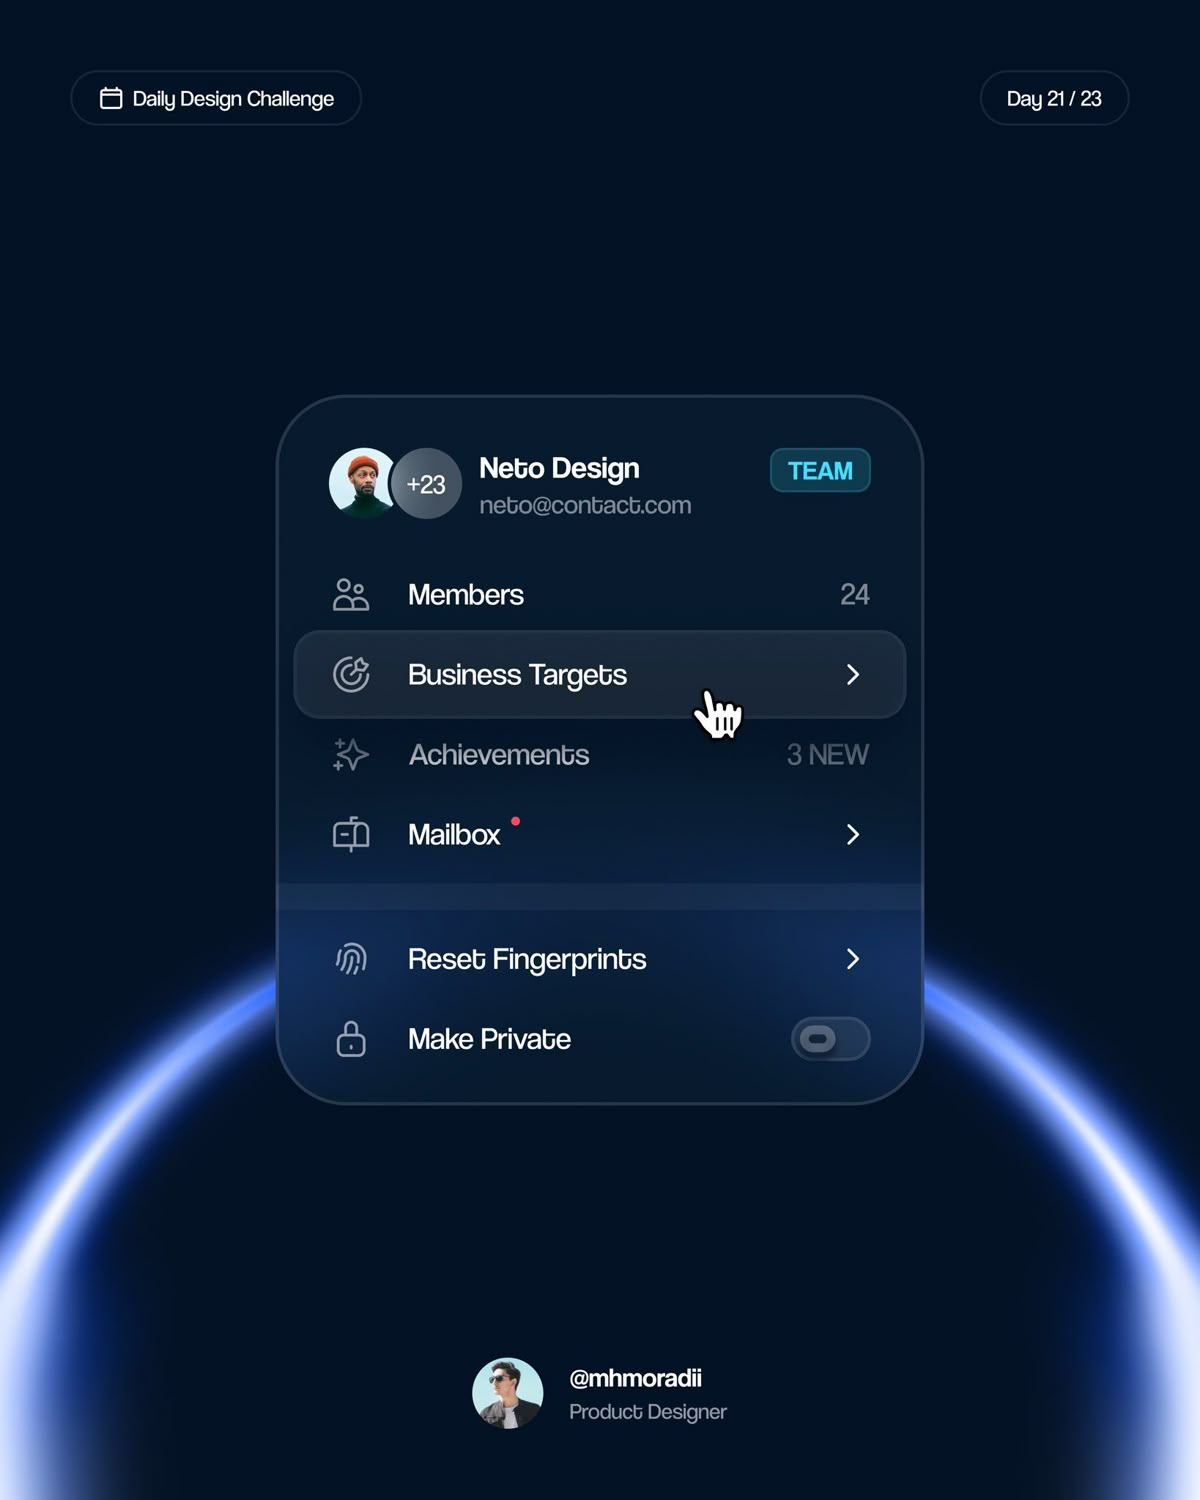 Daily Design Challenge
Day 21 / 23
+23
Neto Design
TEAM
neto@contact.com
Members
24
Business Targets
Achievements
3 NEW
Mailbox
Reset Fingerprints
Make Private
@mhmoradii
Product Designer